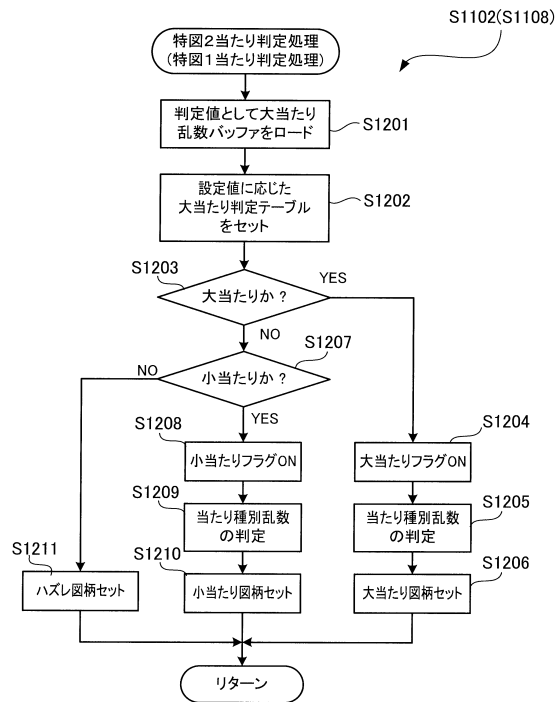 S1102(S1108)
特図2当たり判定処理
(特図1当たり判定処理)
判定値として大当たり
乱数バッファをロード
S1201
設定値に応じた
大当たり判定テーブル
をセット
S1202
S1203
大当たりか?
YES
NO
S1207
小当たりか?
NO
YES
S1208
小当たりフラグON
S1204
大当たりフラグON
S1209
当たり種別乱数
の判定
S1205
当たり種別乱数
の判定
S1211
ハズレ図柄セット
S1210
小当たり図柄セット
S1206
大当たり図柄セット
リターン